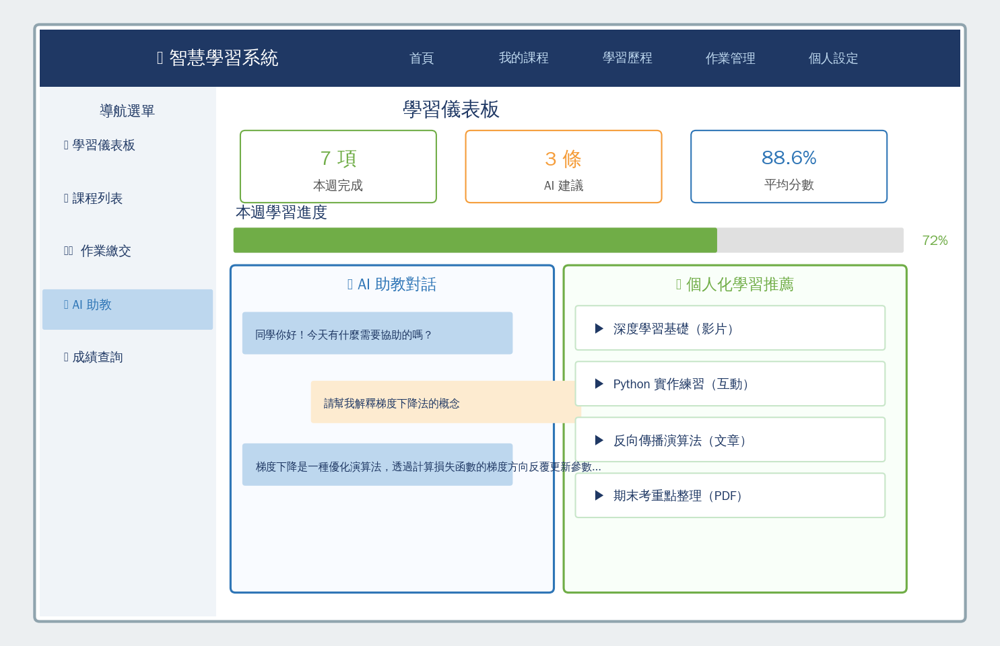 智慧學習系統
首頁
我的課程
學習歷程
作業管理
個人設定
導航選單
學習儀表板
課程列表
作業繳交
AI 助教
成績查詢
學習儀表板
7 項
本週完成
3 條
AI 建議
88.6%
平均分數
本週學習進度
72%
AI 助教對話
同學你好！今天有什麼需要協助的嗎？
請幫我解釋梯度下降法的概念
梯度下降是一種優化演算法，透過計算損失函數的梯度方向反覆更新參數...
個人化學習推薦
▶ 深度學習基礎（影片）
▶ Python 實作練習（互動）
▶ 反向傳播演算法（文章）
▶ 期末考重點整理（PDF）